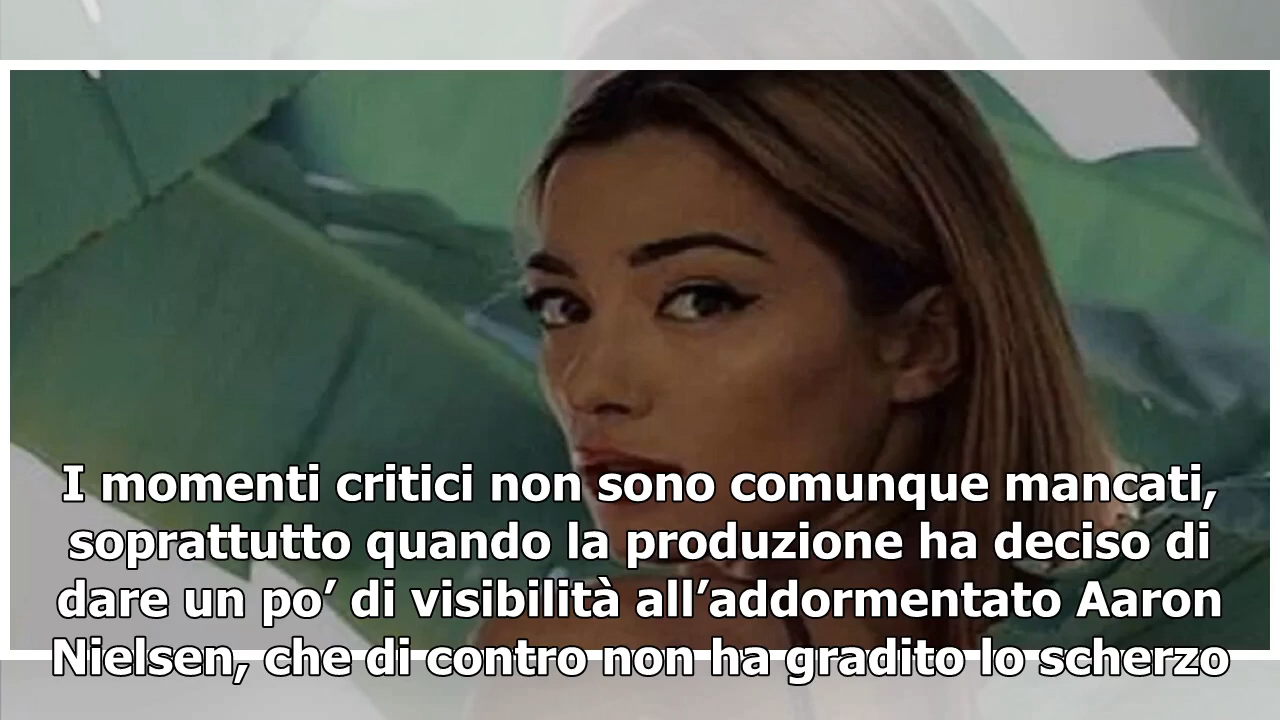 I momenti critici non sono comunque mancati,
soprattutto quando la produzione ha deciso di
dare un po’ di visibilità all’addormentato Aaron
Nielsen, che di contro non ha gradito lo scherzo